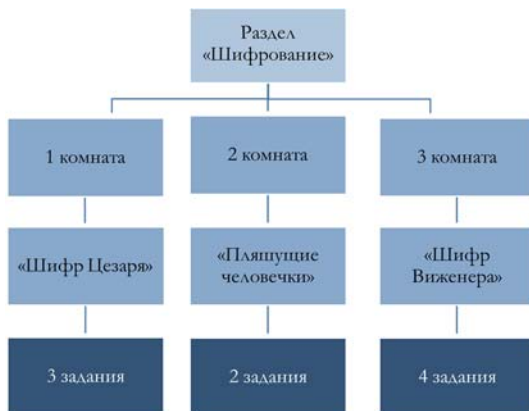 Раздел
«Шифрование»
1 комната
2 комната
3 комната
«Шифр Цезаря»
«Пляшущие
человечки»
«Шифр
Виженера»
3 задания
2 задания
4 задания